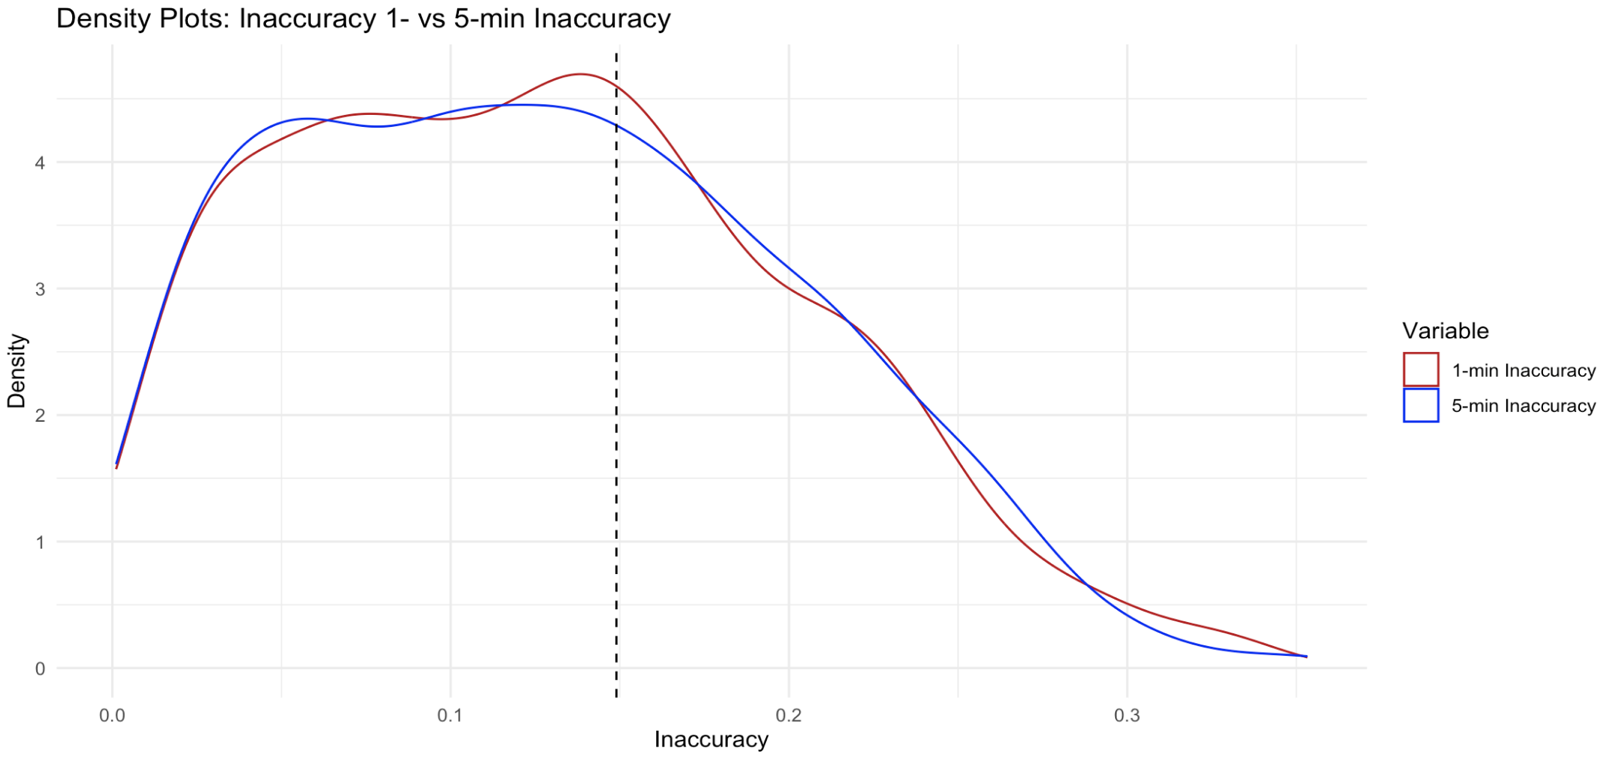 Density Plots: Inaccuracy 1- vs 5-min Inaccuracy
Density
4
3
2
1
0
0.0 0.1 0.2 0.3
Inaccuracy
Variable
1-min Inaccuracy
5-min Inaccuracy